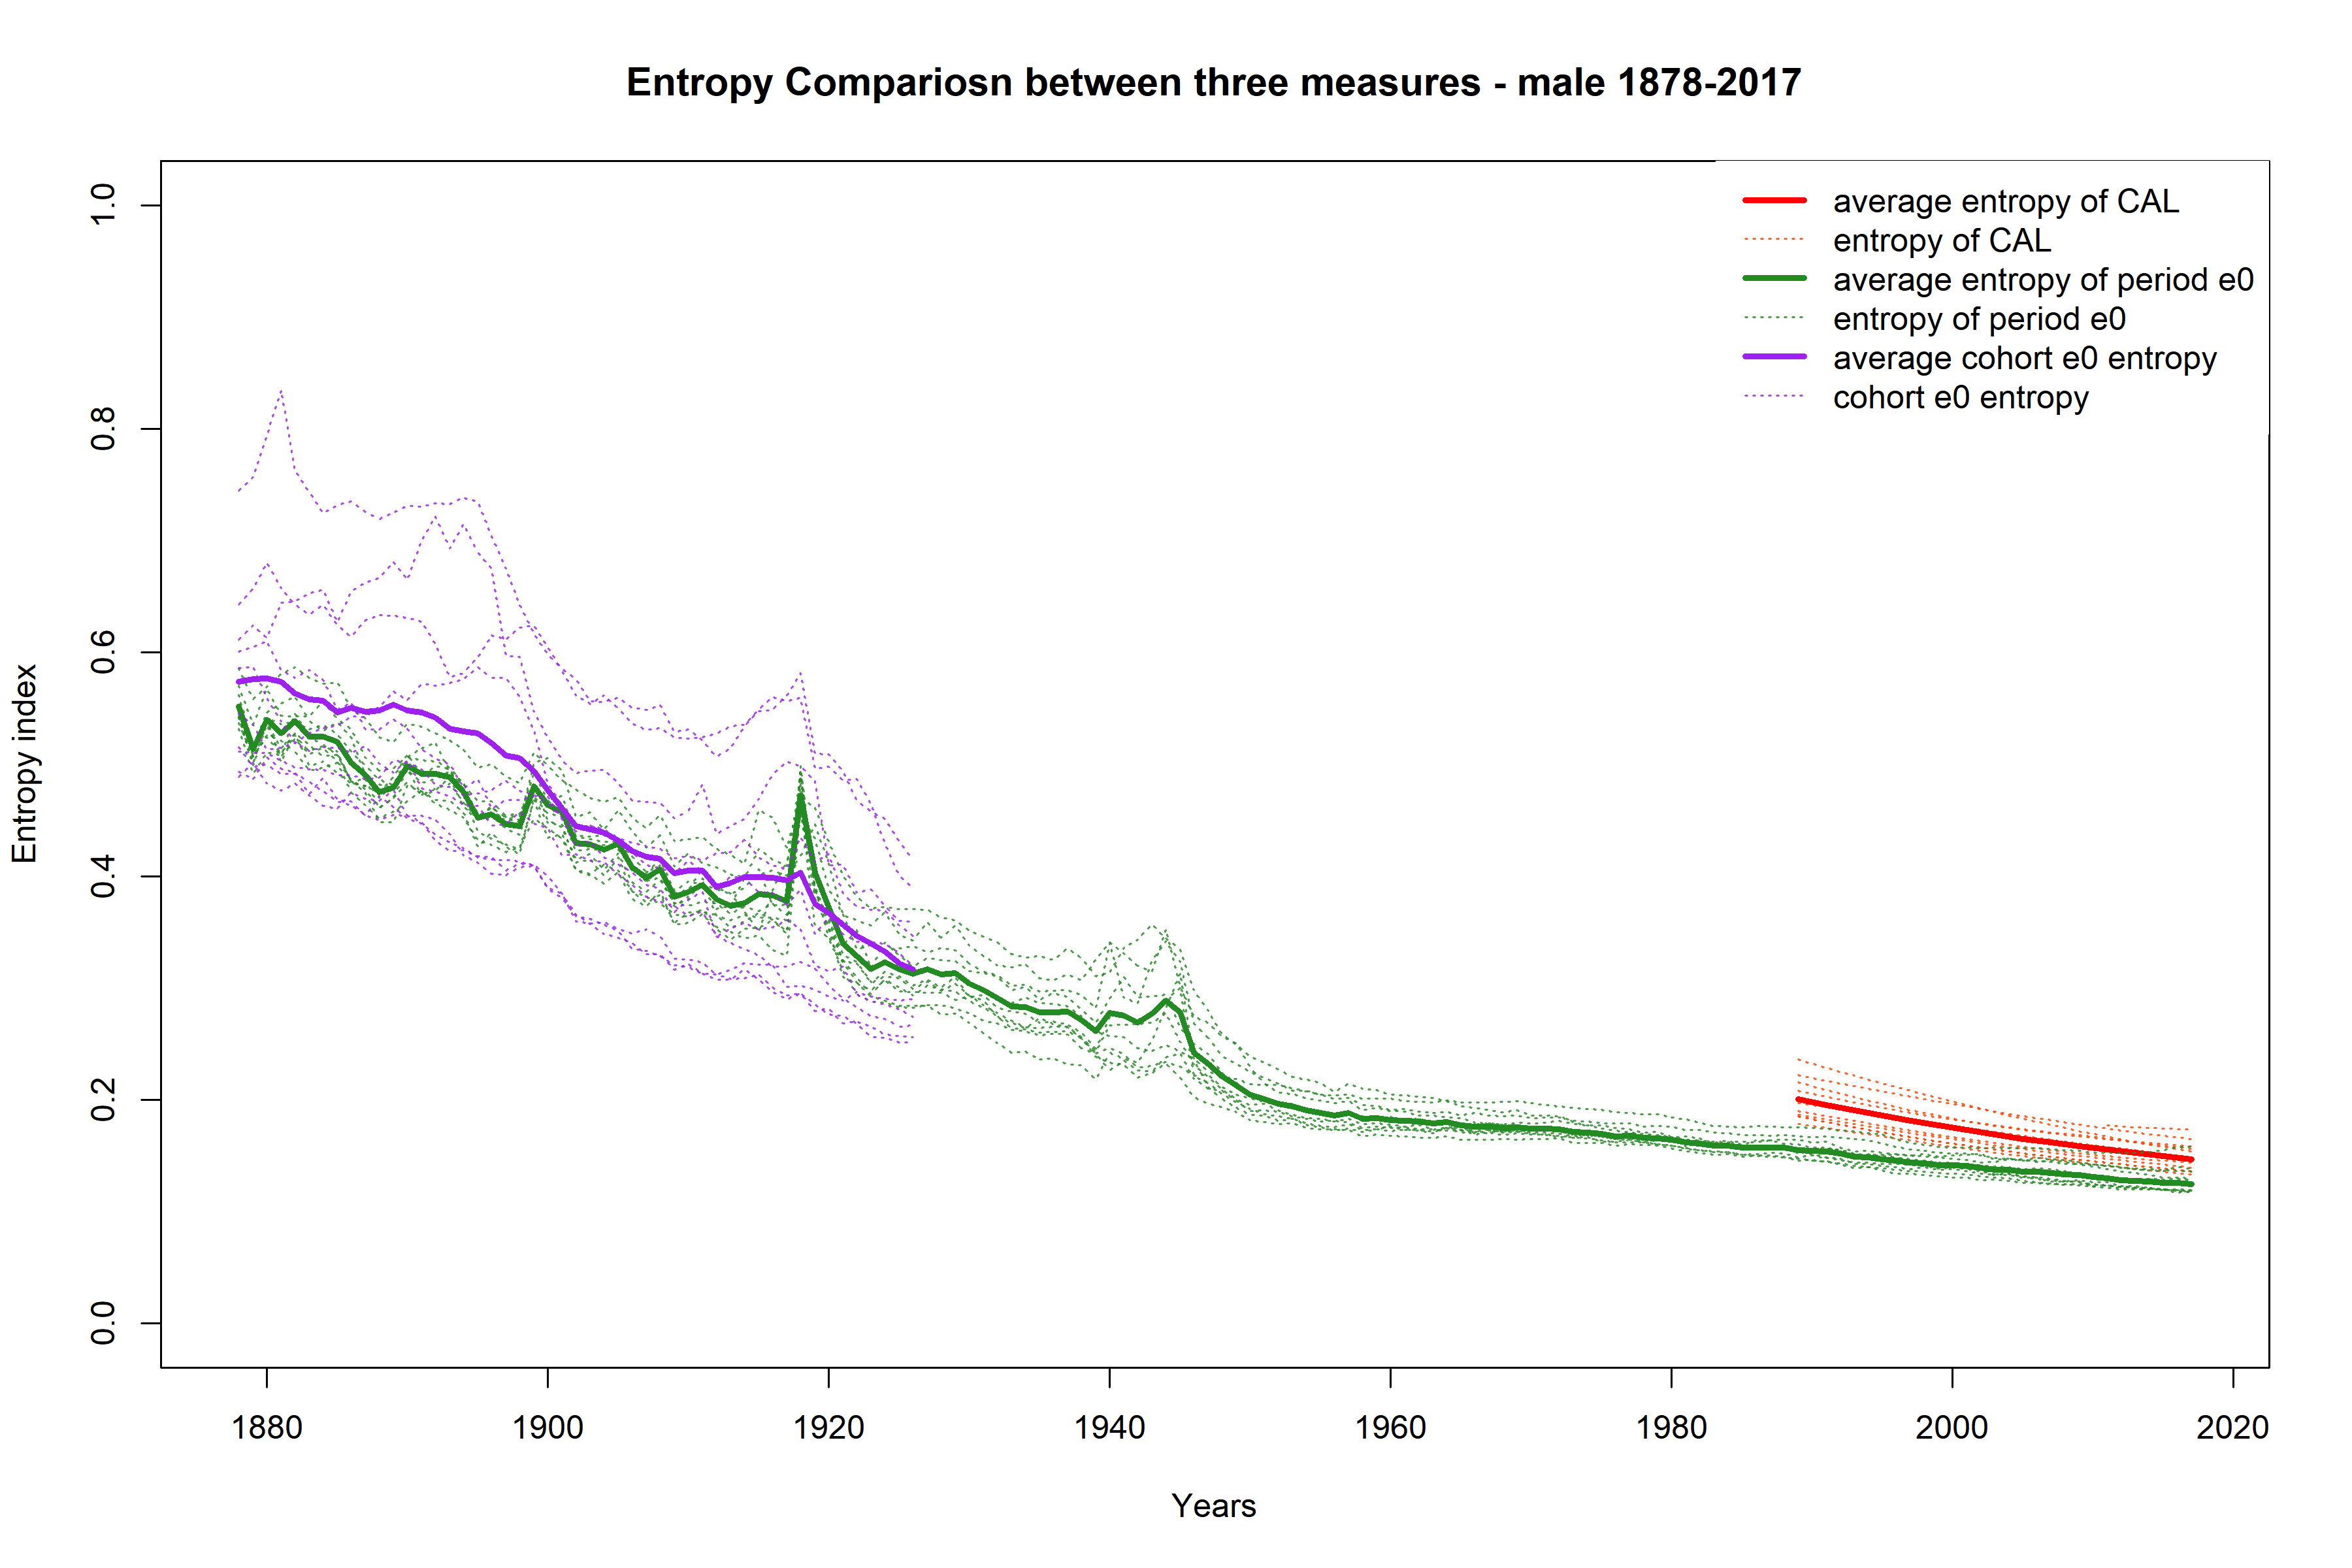 Entropy Compariosn between three measures - male 1878-2017
average entropy of CAL
entropy of CAL
average entropy of period e0
entropy of period e0
average cohort e0 entropy
cohort e0 entropy
Entropy index
1.0
0.8
0.6
0.4
0.2
0.0
1880 1900 1920 1940 1960 1980 2000 2020
Years